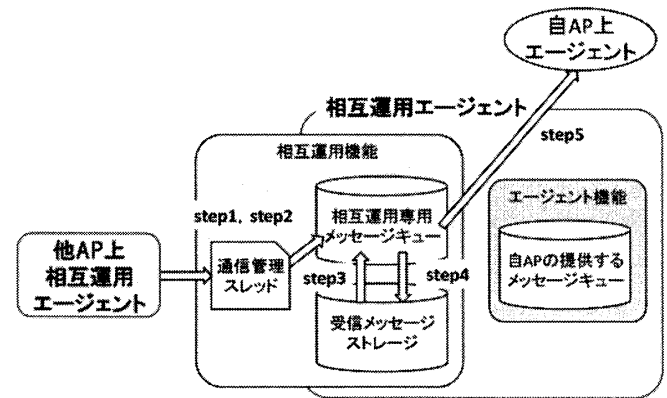 自AP上
エージェント
相互運用エージェント
step5
相互運用機能
エージェント機能
step1, step2
相互運用専用
メッセージキュー
他AP上
相互運用
エージェント
通信管理
スレッド
step3
step4
自APの提供する
メッセージキュー
受信メッセージ
ストレージ